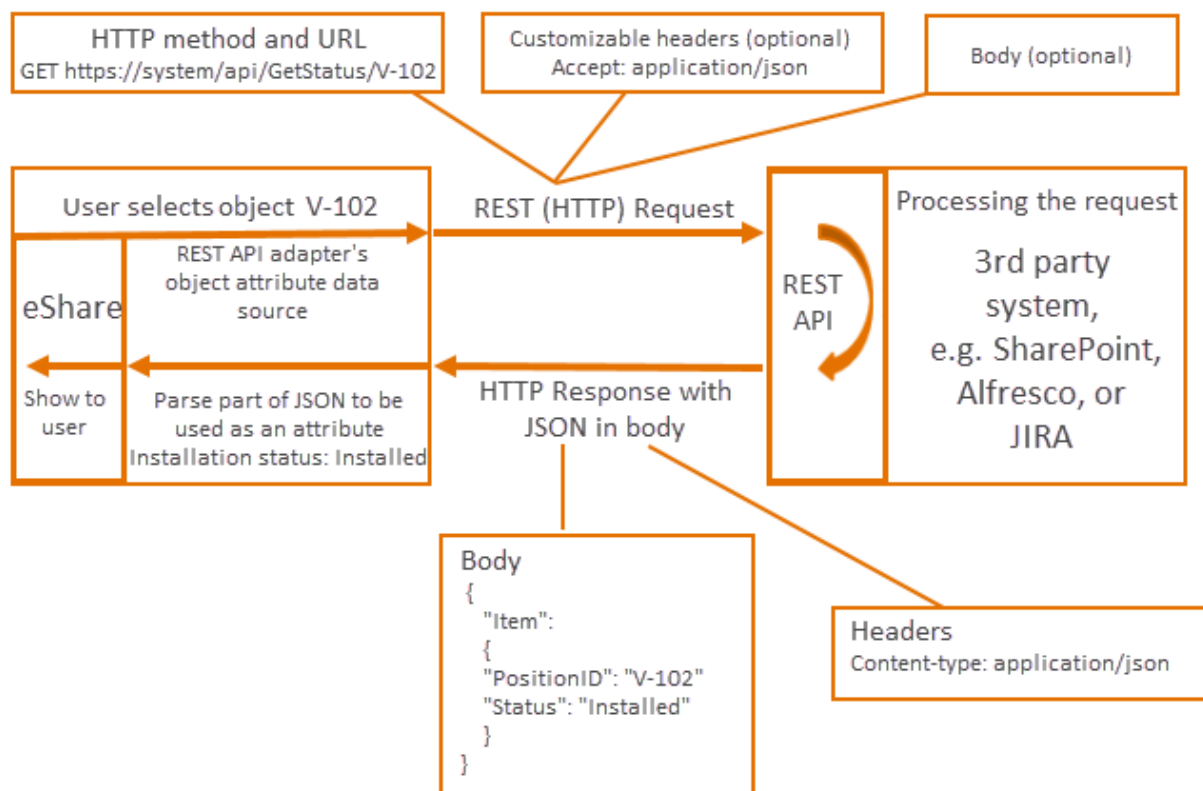 HTTP method and URL
GET https://system/api/GetStatus/V-102
Customizable headers (optional)
Accept: application/json
Body (optional)
User selects object V-102
REST API adapter's
object attribute data
source
eShare
Show to
user
Parse part of JSON to be
used as an attribute
Installation status: Installed
REST (HTTP) Request
HTTP Response with
JSON in body
REST
API
Processing the request
3rd party
system,
e.g. SharePoint,
Alfresco, or
JIRA
Body
{
"Item":
{
"PositionID": "V-102"
"Status": "Installed"
}
}
Headers
Content-type: application/json